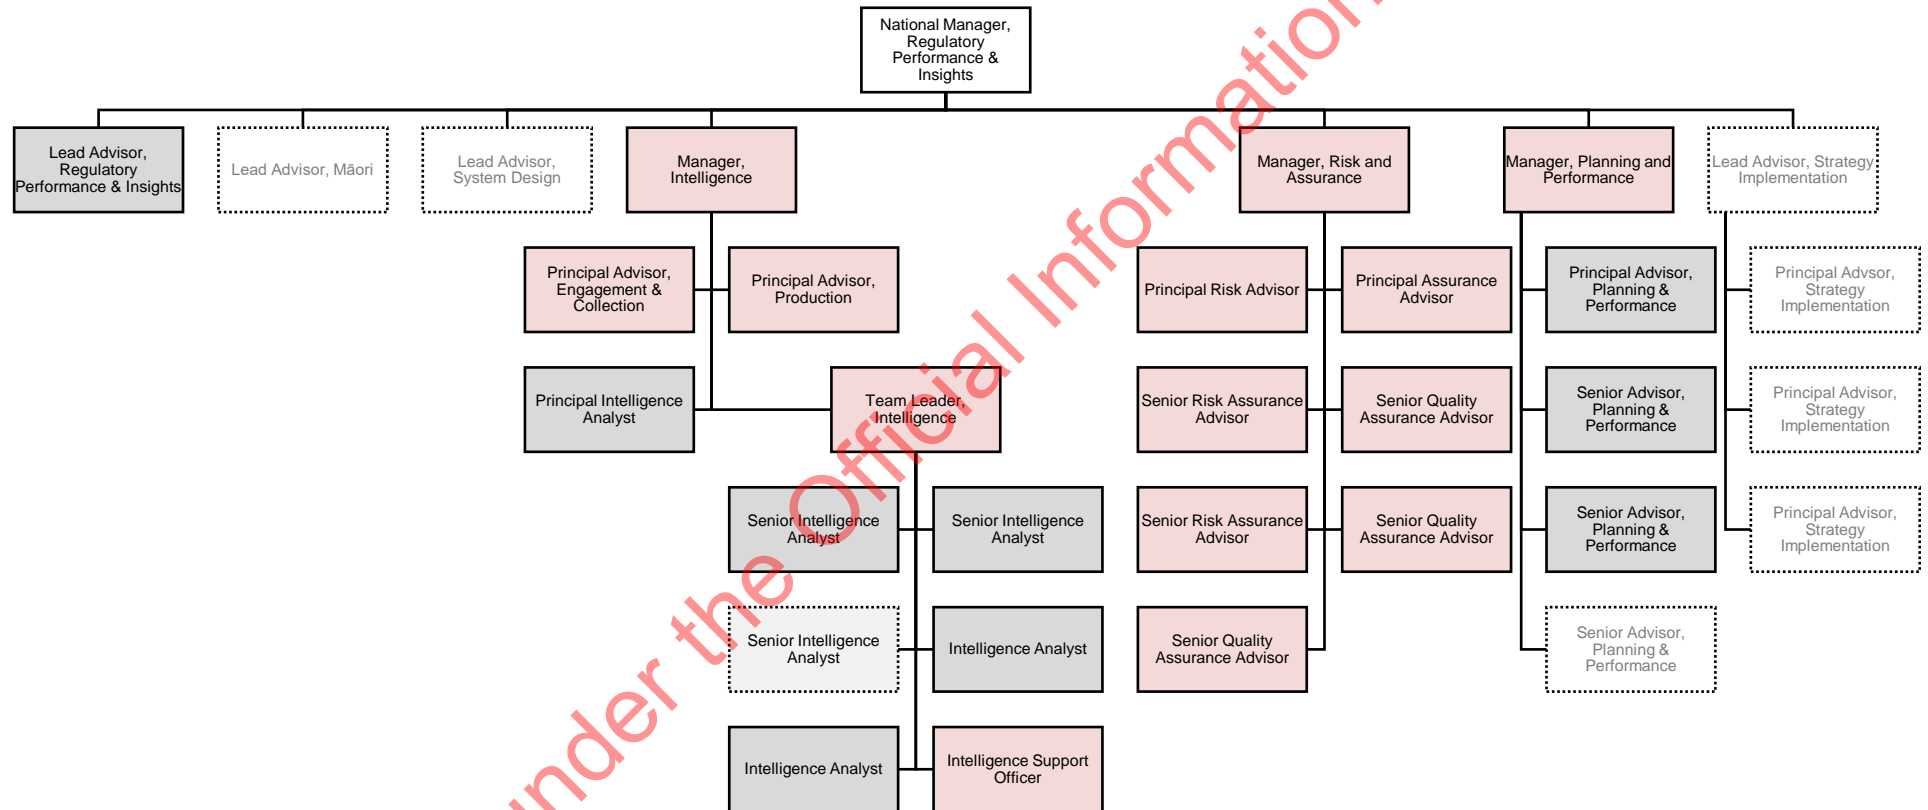 National Manager,
Regulatory
Performance &
Insights
Lead Advisor,
Regulatory
Performance & Insights
Lead Advisor, Māori
Lead Advisor,
System Design
Manager,
Intelligence
Manager, Risk and
Assurance
Manager, Planning and
Performance
Lead Advisor, Strategy
Implementation
Principal Advisor,
Engagement &
Collection
Principal Advisor,
Production
Principal Risk Advisor
Principal Assurance
Advisor
Principal Advisor,
Planning &
Performance
Principal Advsor,
Strategy
Implementation
Principal Intelligence
Analyst
Team Leader,
Intelligence
Senior Risk Assurance
Advisor
Senior Quality
Assurance Advisor
Senior Advisor,
Planning &
Performance
Principal Advisor,
Strategy
Implementation
Senior Intelligence
Analyst
Senior Intelligence
Analyst
Senior Risk Assurance
Advisor
Senior Quality
Assurance Advisor
Senior Advisor,
Planning &
Performance
Principal Advisor,
Strategy
Implementation
Senior Intelligence
Analyst
Intelligence Analyst
Senior Quality
Assurance Advisor
Senior Advisor,
Planning &
Performance
Intelligence Analyst
Intelligence Support
Officer
under the Official Information